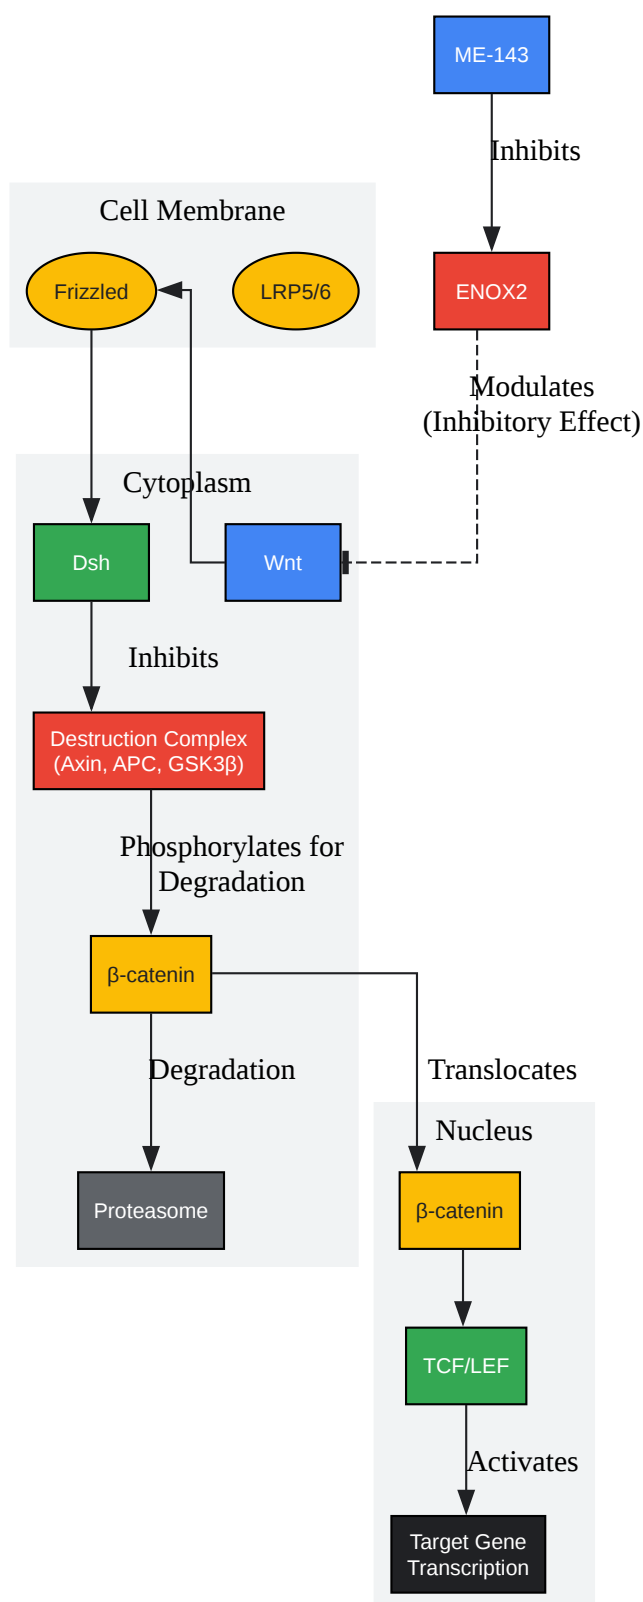 ME-143
Inhibits
Cell Membrane
Frizzled
LRP5/6
ENOX2
Modulates
(Inhibitory Effect)
Cytoplasm
Dsh
Wnt
Inhibits
Destruction Complex
(Axin, APC, GSK3β)
Phosphorylates for
Degradation
β-catenin
Degradation
Translocates
Nucleus
Proteasome
β-catenin
TCF/LEF
Activates
Target Gene
Transcription